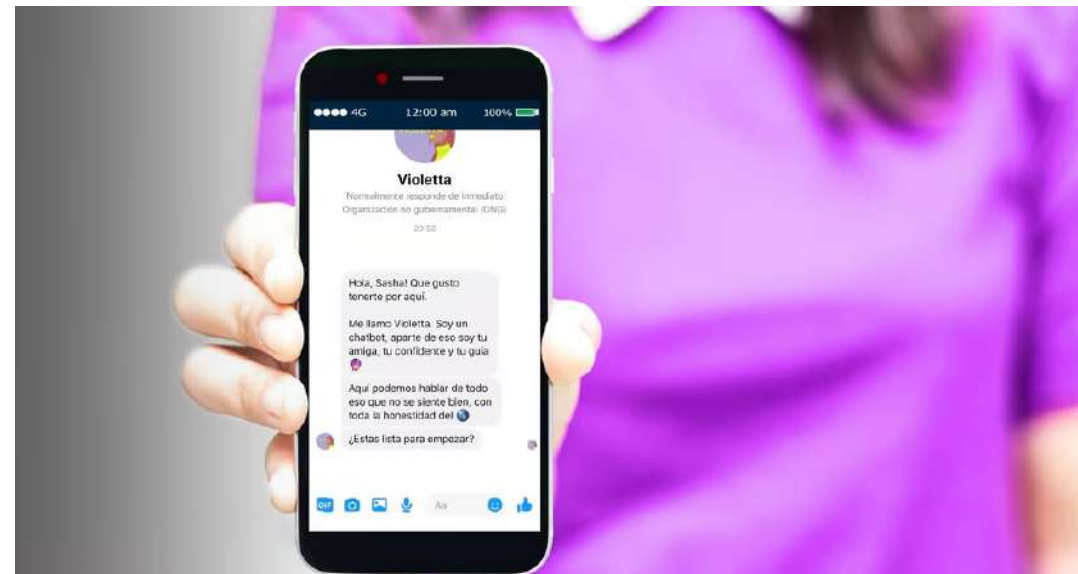 4G 12:00 am 100%
Violetta
Normalmente responde de inmediato
Organización no gubernamental (ONG)
Hola, Sasha! Que gusto
tenerte por aquí.
Me llamo Violetta. Soy un
chatbot, aparte de eso soy tu
amiga, tu confidente y tu guía
Aquí podemos hablar de todo
eso que no se siente bien, con
toda la honestidad del
¿Estas lista para empezar?
GIF
Aa